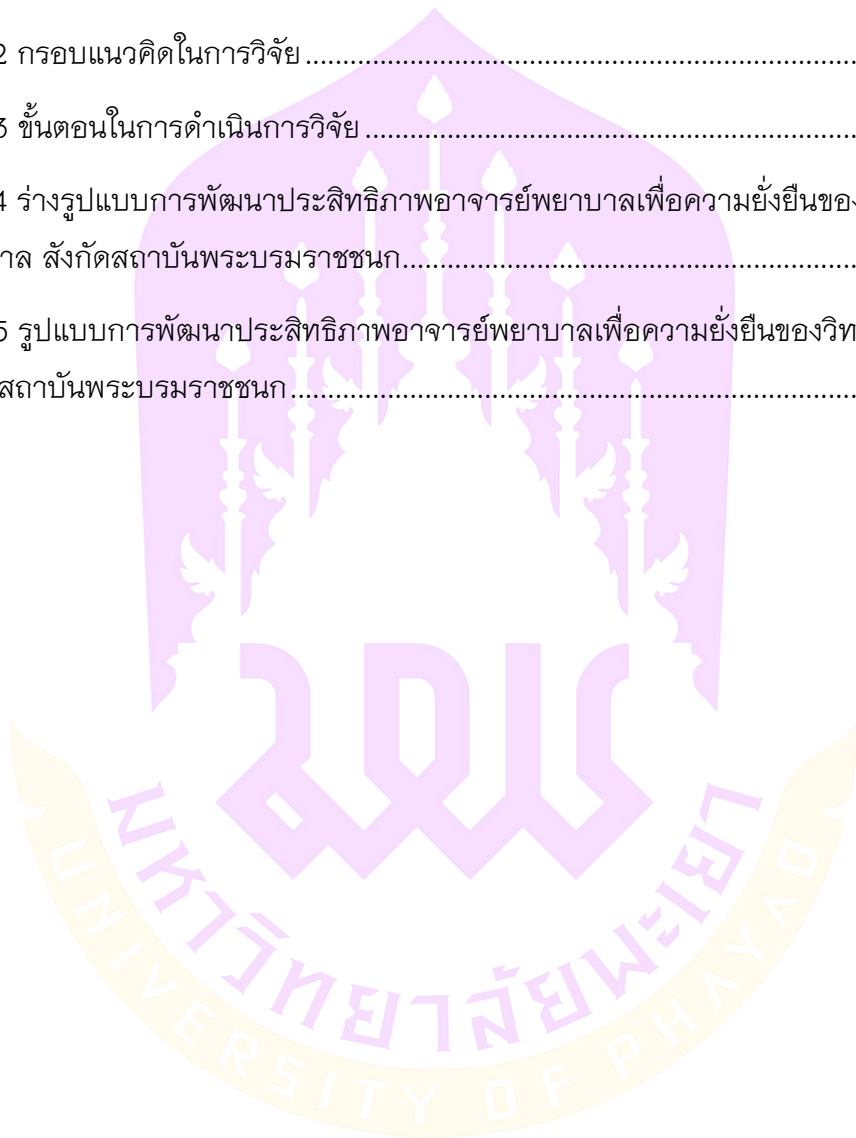 2 กรอบแนวคิดในการวิจัย
3 ขั้นตอนในการดำเนินการวิจัย
4 ร่างรูปแบบการพัฒนาประสิทธิภาพอาจารย์พยาบาลเพื่อความยั่งยืนของ
าล สังกัดสถาบันพระบรมราชชนก
5 รูปแบบการพัฒนาประสิทธิภาพอาจารย์พยาบาลเพื่อความยั่งยืนของวิท
สถาบันพระบรมราชชนก
มหาวิทยาลัยพะเยา
UNIVERSITY OF PHAYAO